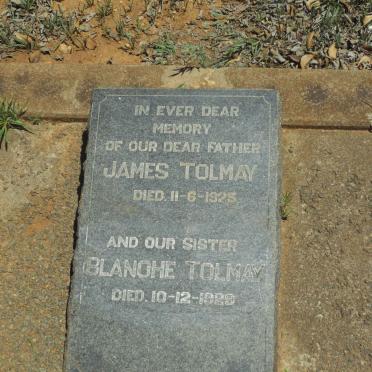 IN EVER DEAR
MEMORY
OF OUR DEAR FATHER
JAMES TOLMAY
DIED. 11-6-1925
AND OUR SISTER
BLANCHE TOLMAY
DIED. 10-12-1929